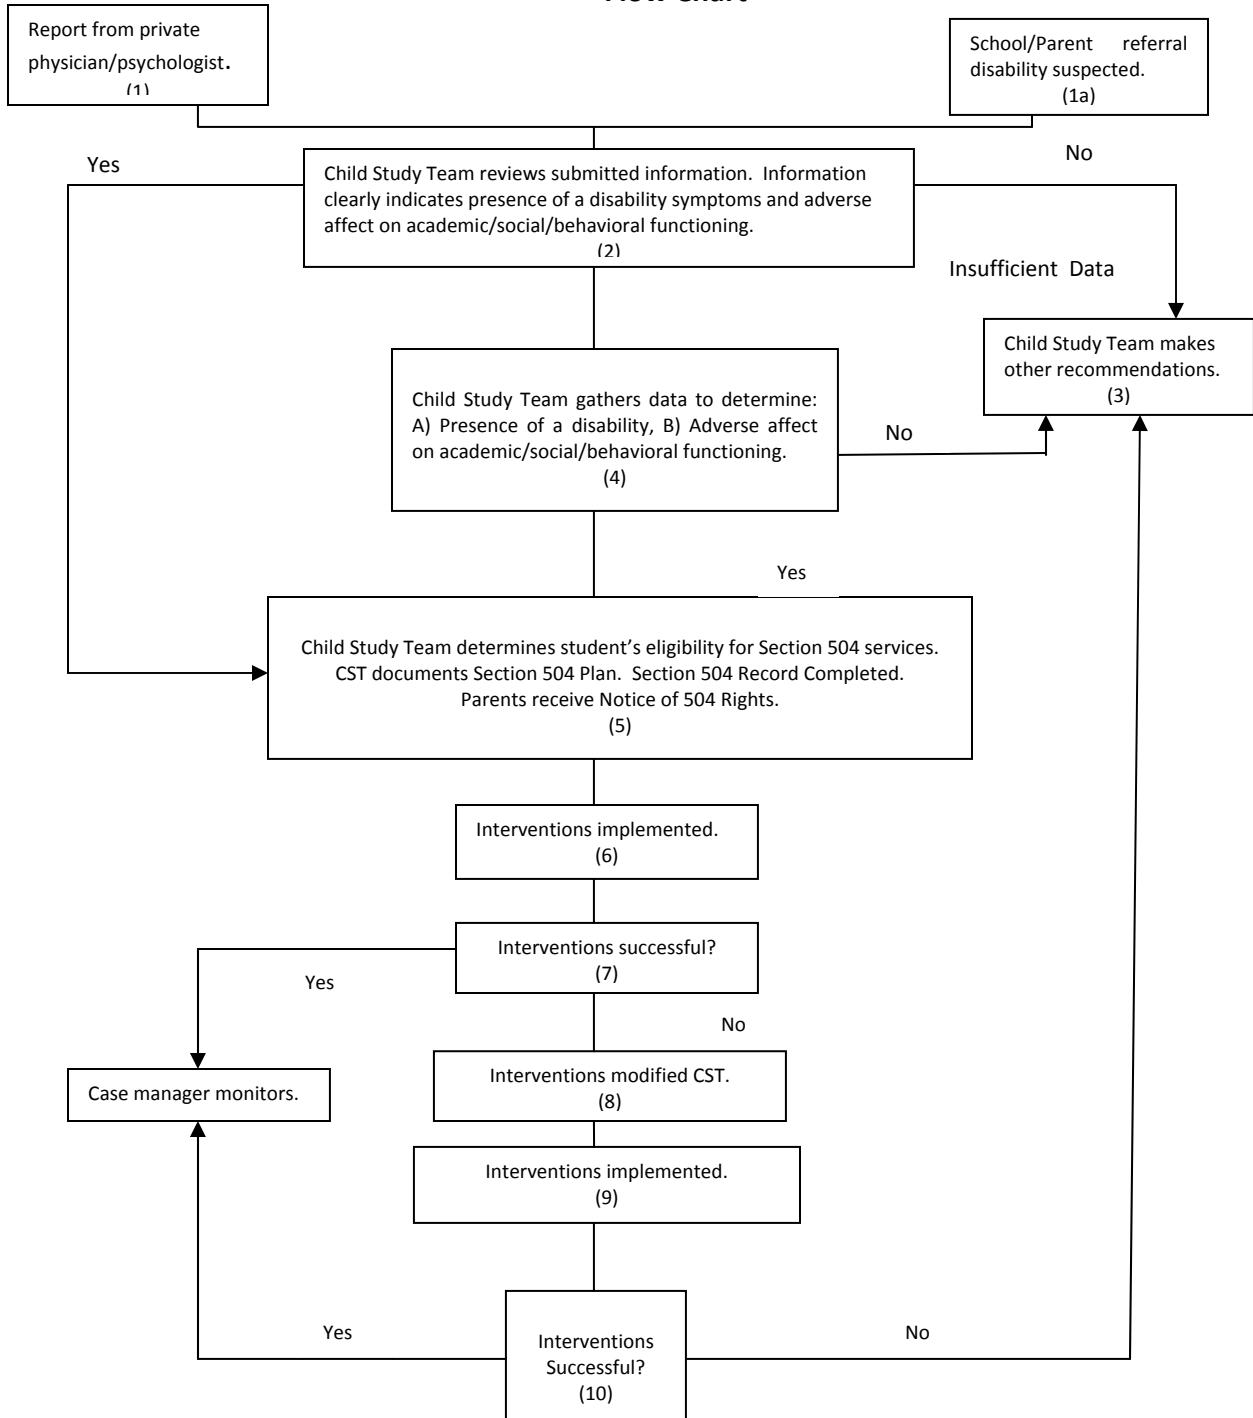 Flow Chart
Report from private
physician/psychologist.
(1)
School/Parent referral
disability suspected.
(1a)
Yes
No
Child Study Team reviews submitted information. Information
clearly indicates presence of a disability symptoms and adverse
affect on academic/social/behavioral functioning.
(2)
Insufficient Data
Child Study Team makes
other recommendations.
(3)
Child Study Team gathers data to determine:
A) Presence of a disability, B) Adverse affect
on academic/social/behavioral functioning.
(4)
No
Yes
Child Study Team determines student’s eligibility for Section 504 services.
CST documents Section 504 Plan. Section 504 Record Completed.
Parents receive Notice of 504 Rights.
(5)
Interventions implemented.
(6)
Interventions successful?
(7)
Yes
No
Case manager monitors.
Interventions modified CST.
(8)
Interventions implemented.
(9)
Yes
No
Interventions
Successful?
(10)